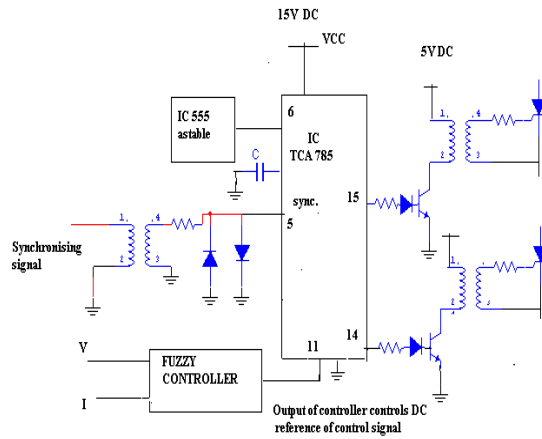 15V DC
VCC
5V DC
IC 555
astable
6
IC
TCA 785
C
sync.
5
15
14
11
1. .4
2 3
1. .4
2 3
1. .4
2 3
Synchronising
signal
V
I
FUZZY
CONTROLLER
Output of controller controls DC
reference of control signal